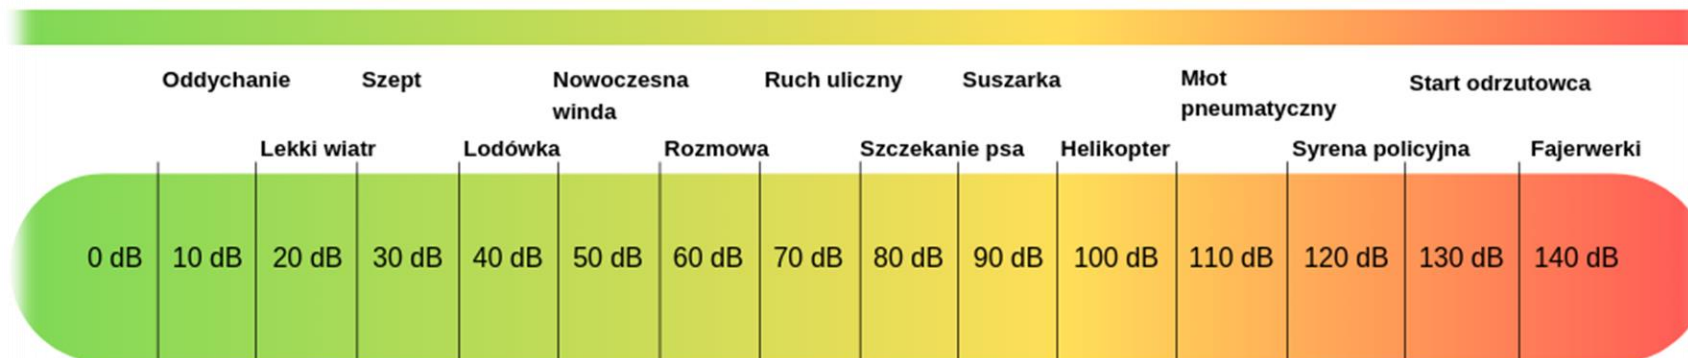 Oddychanie
Szept
Nowoczesna
winda
Ruch uliczny
Suszarka
Młot
pneumatyczny
Start odrzutowca
Lekki wiatr
Lodówka
Rozmowa
Szczekanie psa
Helikopter
Syrena policyjna
Fajerwerki
0 dB
10 dB
20 dB
30 dB
40 dB
50 dB
60 dB
70 dB
80 dB
90 dB
100 dB
110 dB
120 dB
130 dB
140 dB